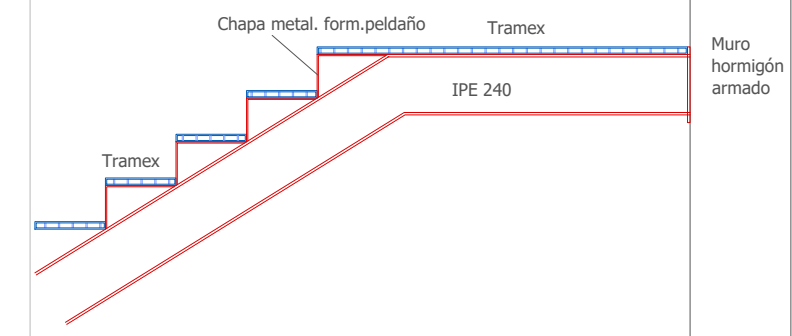 Chapa metal. form.peldaño
Tramex
Muro
hormigón
armado
IPE 240
Tramex